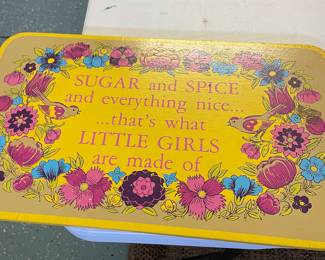 SUGAR and SPICE
and everything nice...
...that's what
LITTLE GIRLS
are made of